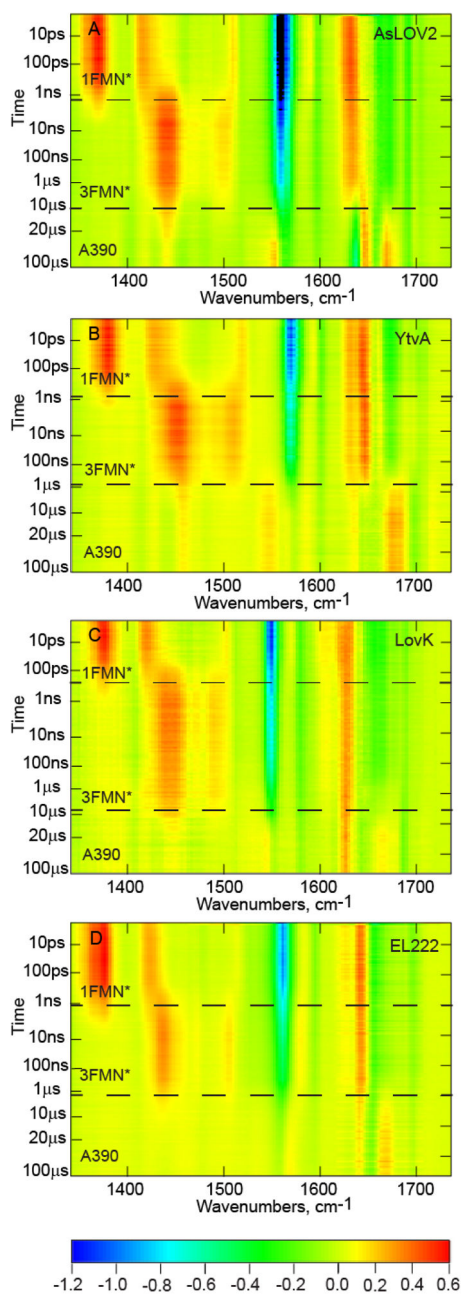 A AsLOV2
10ps
100ps
1FMN*
1ns
Time
10ns
100ns
1μs
3FMN*
10μs
20μs
A390
100μs
1400 1500 1600 1700
Wavenumbers, cm-1
B YtvA
10ps
100ps
1FMN*
1ns
Time
10ns
100ns
3FMN*
1μs
10μs
20μs
A390
100μs
1400 1500 1600 1700
Wavenumbers, cm-1
C LovK
10ps
100ps
1FMN*
1ns
Time
10ns
100ns
1μs
3FMN*
10μs
20μs
A390
100μs
1400 1500 1600 1700
Wavenumbers, cm-1
D EL222
10ps
100ps
1FMN*
1ns
Time
10ns
100ns
3FMN*
1μs
10μs
20μs
A390
100μs
1400 1500 1600 1700
Wavenumbers, cm-1
-1.2 -1.0 -0.8 -0.6 -0.4 -0.2 0.0 0.2 0.4 0.6